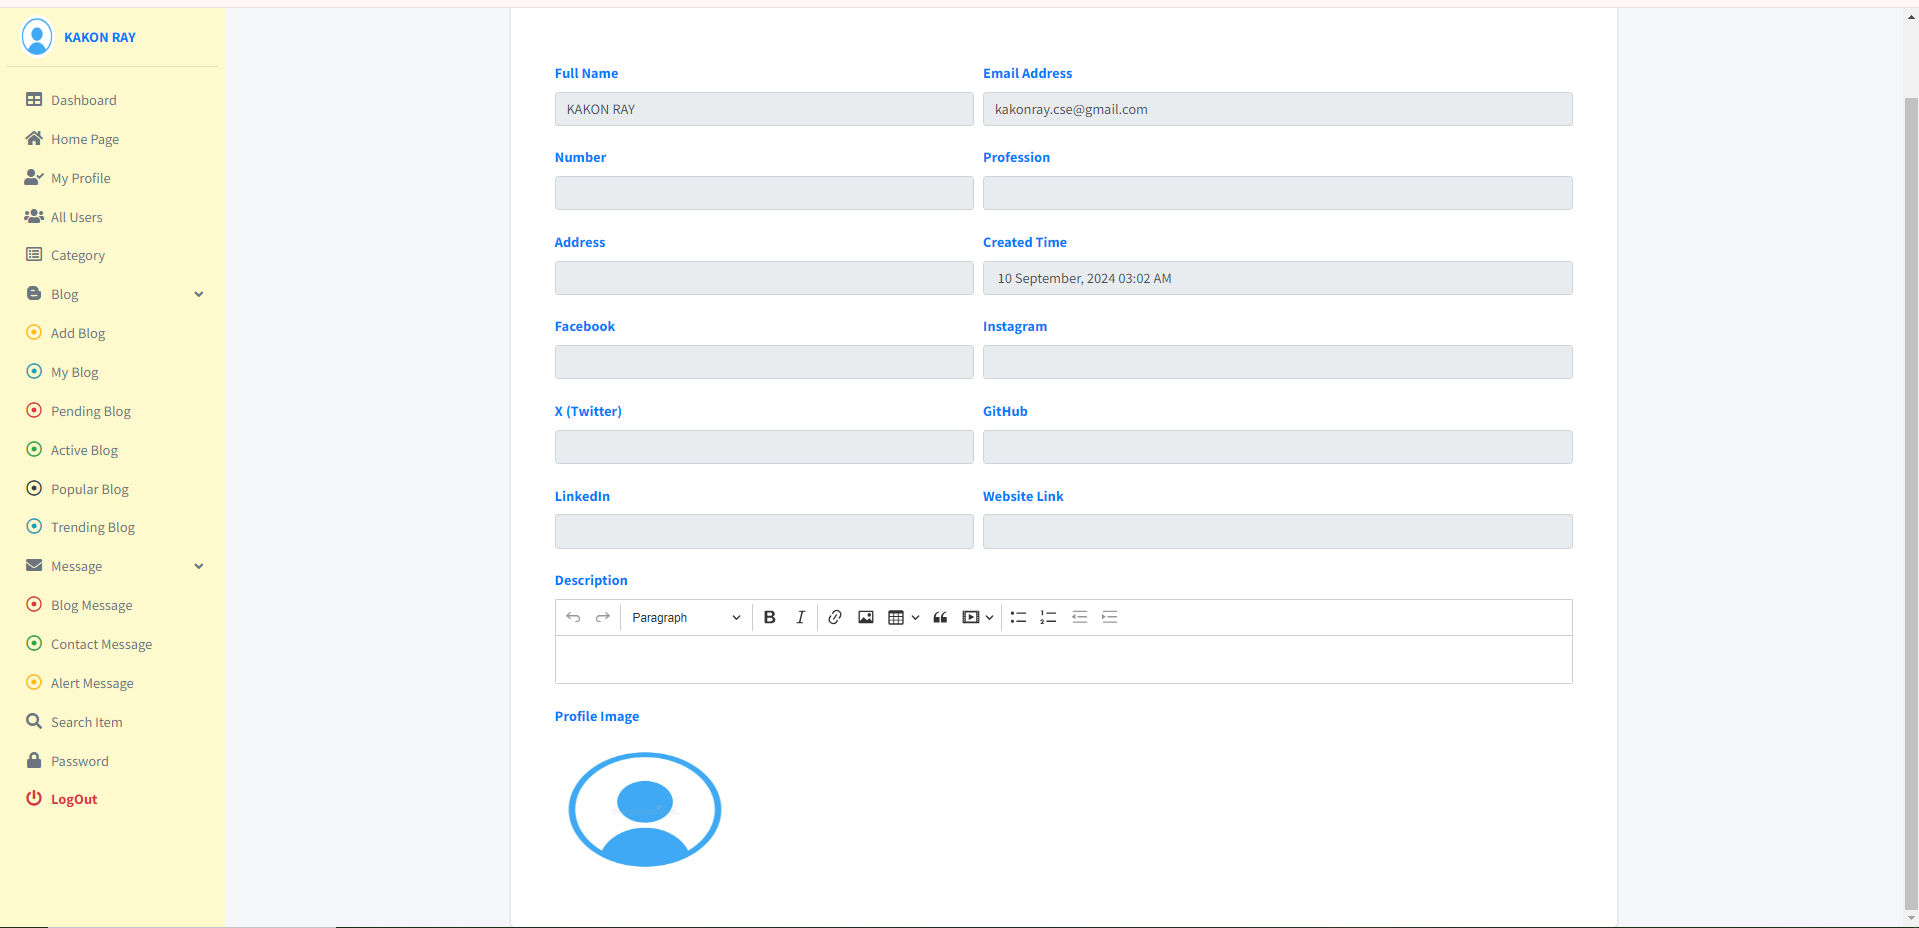 KAKON RAY
Dashboard
Home Page
My Profile
All Users
Category
Blog
Add Blog
My Blog
Pending Blog
Active Blog
Popular Blog
Trending Blog
Message
Blog Message
Contact Message
Alert Message
Search Item
Password
LogOut
Full Name
KAKON RAY
Email Address
kakonray.cse@gmail.com
Number
Profession
Address
Created Time
10 September, 2024 03:02 AM
Facebook
Instagram
X (Twitter)
GitHub
LinkedIn
Website Link
Description
Paragraph
Profile Image